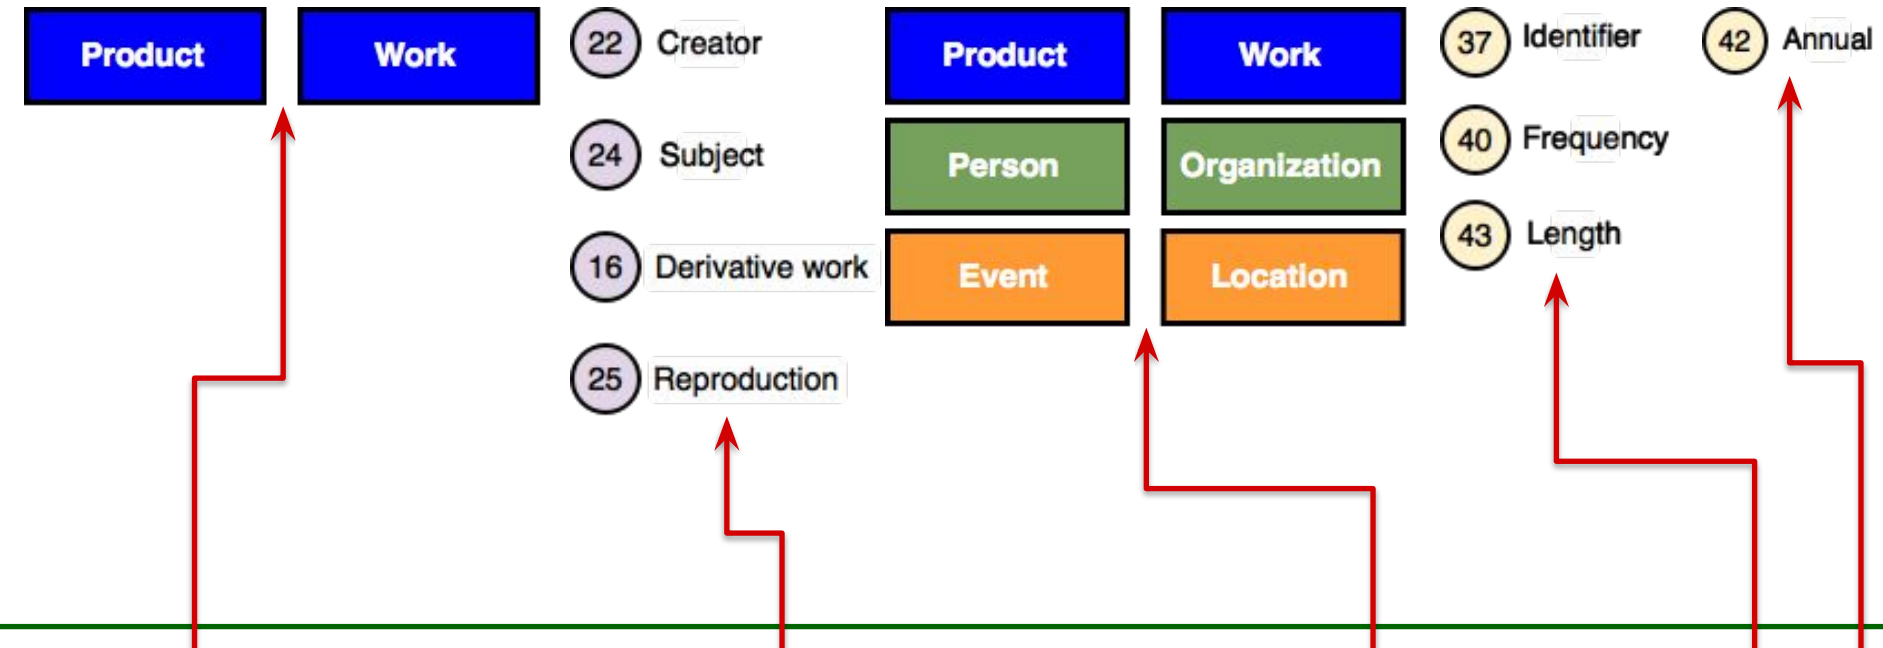 Product
Work
22 Creator
24 Subject
16 Derivative work
25 Reproduction
Product
Work
Person
Organization
Event
Location
37 Identifier
40 Frequency
43 Length
42 Annual